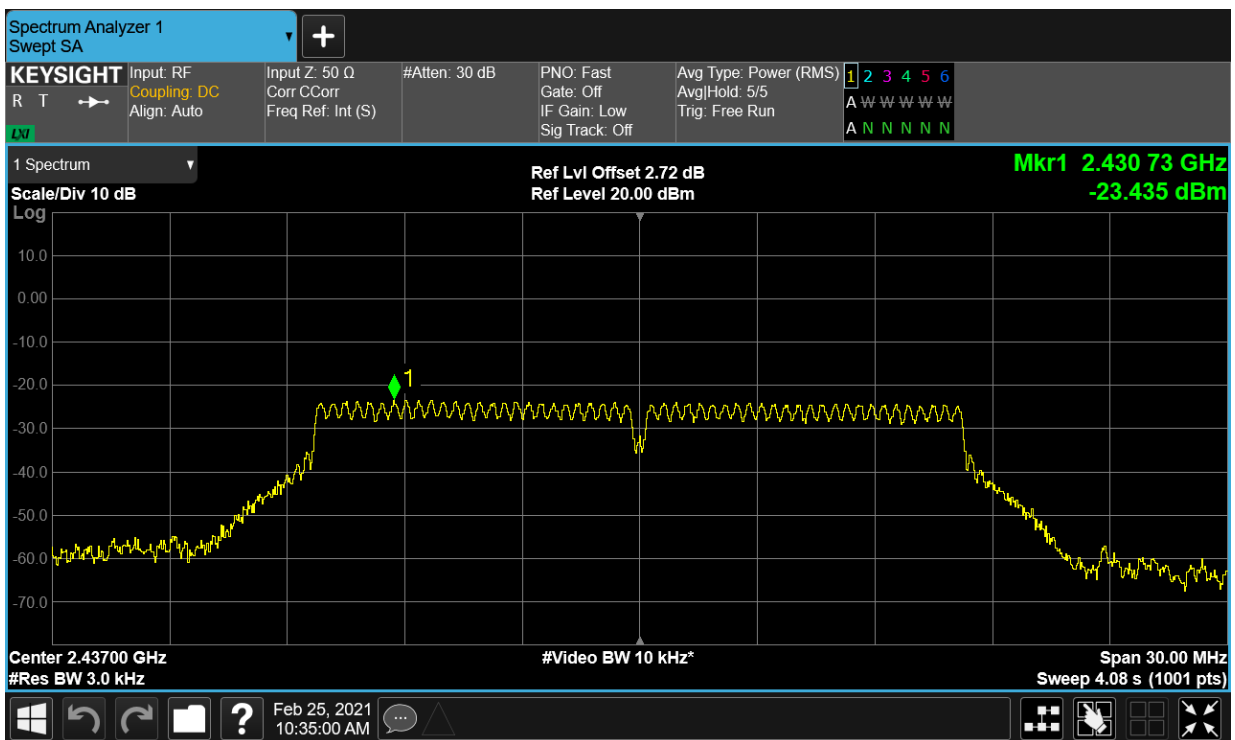 Spectrum Analyzer 1
Swept SA
KEYSIGHT
R T
LXI
Input: RF
Coupling: DC
Align: Auto
Input Z: 50 Ω
Corr CCorr
Freq Ref: Int (S)
#Atten: 30 dB
PNO: Fast
Gate: Off
IF Gain: Low
Sig Track: Off
Avg Type: Power (RMS)
Avg|Hold: 5/5
Trig: Free Run
1 2 3 4 5 6
A W W W W W
A N N N N N
1 Spectrum
Scale/Div 10 dB
Log
Ref Lvl Offset 2.72 dB
Ref Level 20.00 dBm
Mkr1 2.430 73 GHz
-23.435 dBm
10.0
0.00
-10.0
-20.0
-30.0
-40.0
-50.0
-60.0
-70.0
1
Center 2.43700 GHz
#Res BW 3.0 kHz
#Video BW 10 kHz*
Span 30.00 MHz
Sweep 4.08 s (1001 pts)
?
Feb 25, 2021
10:35:00 AM